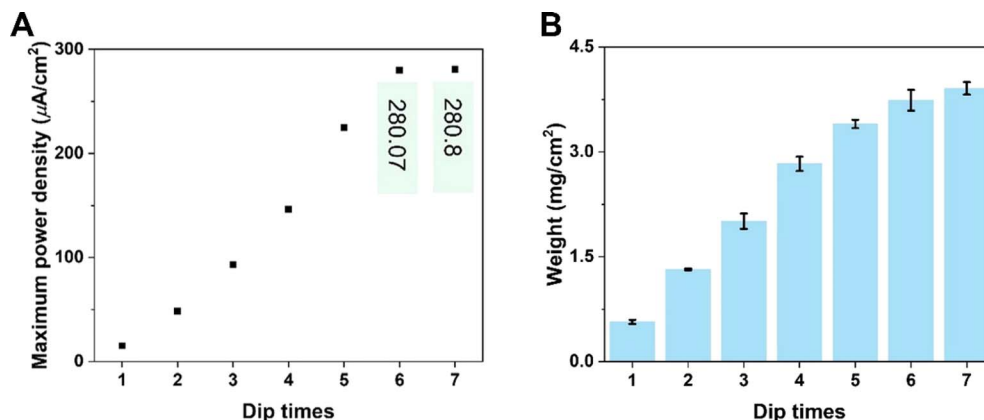 A
Maximum power density (μA/cm²)
300
200
100
0
280.07
280.8
1 2 3 4 5 6 7
Dip times
B
Weight (mg/cm²)
4.5
3.0
1.5
0.0
1 2 3 4 5 6 7
Dip times